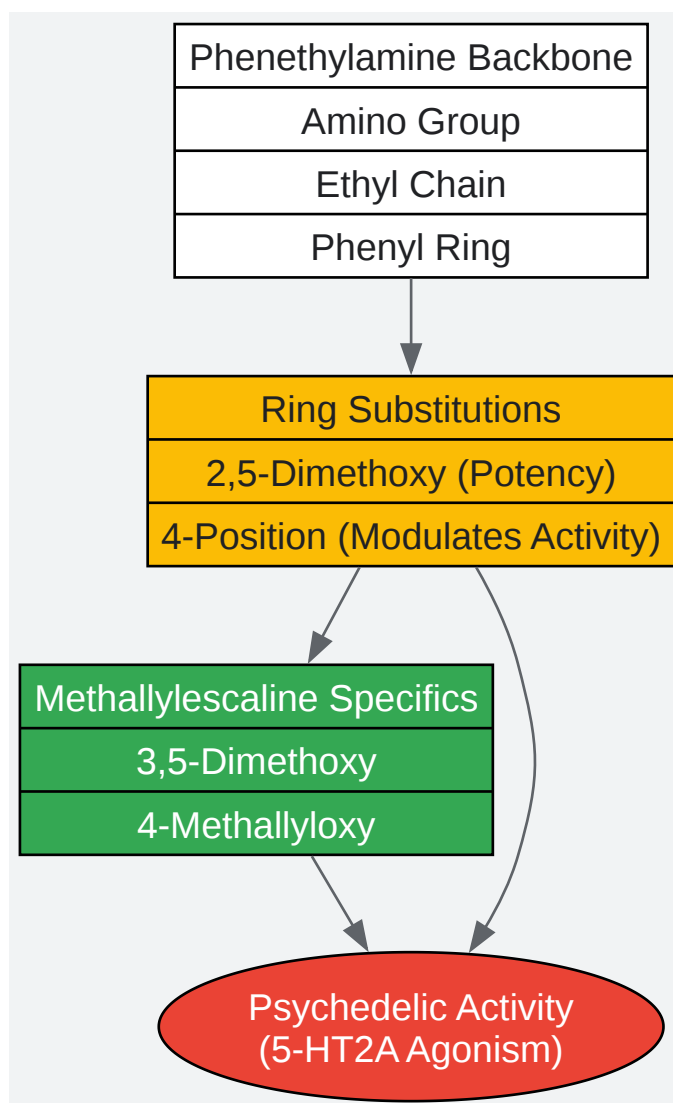 Phenethylamine Backbone
Amino Group
Ethyl Chain
Phenyl Ring
Ring Substitutions
2,5-Dimethoxy (Potency)
4-Position (Modulates Activity)
Methallylescaline Specifics
3,5-Dimethoxy
4-Methallyloxy
Psychedelic Activity
(5-HT2A Agonism)